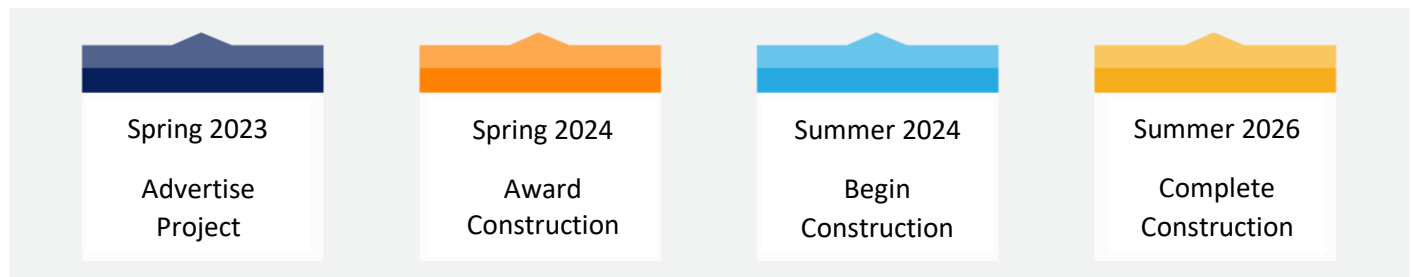 Spring 2023
Advertise
Project
Spring 2024
Award
Construction
Summer 2024
Begin
Construction
Summer 2026
Complete
Construction